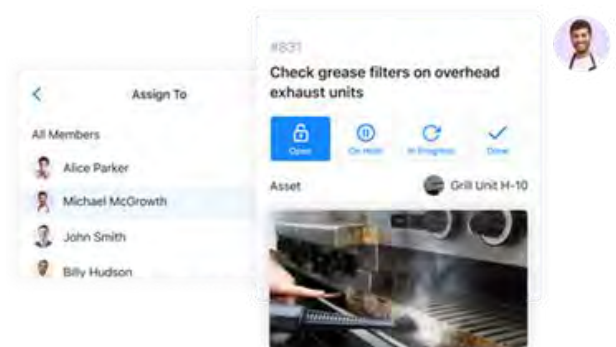 Assign To
All Members
Alice Parker
Michael McGrowth
John Smith
Billy Hudson
#831
Check grease filters on overhead
exhaust units
Open
On Hold
In Progress
Done
Asset
Grill Unit H-10